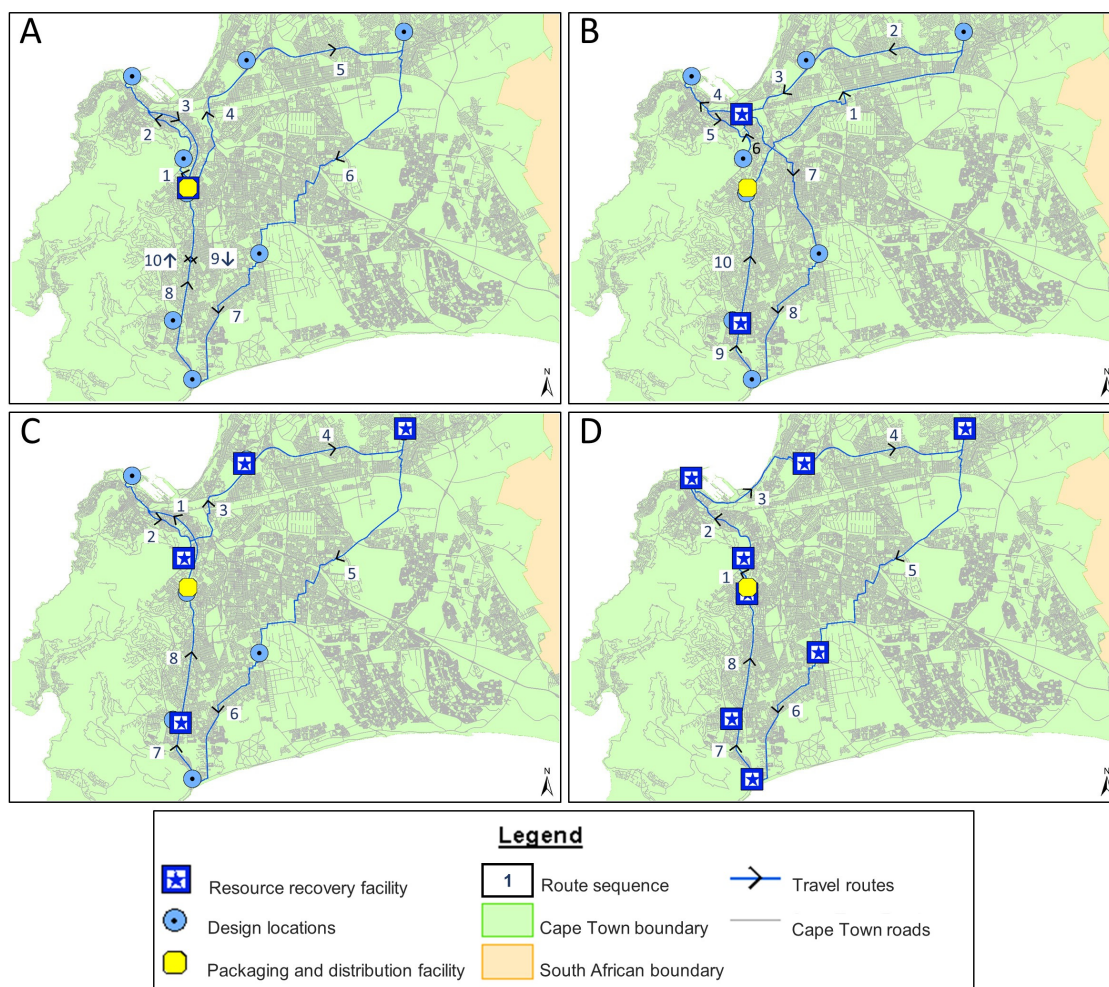 A
5
3
2
4
1
6
10↑
9↓
8
7
N
B
2
3
4
1
5
6
7
10
8
9
N
C
4
1
3
2
5
8
6
7
N
D
4
3
2
1
5
8
6
7
N
Legend
Resource recovery facility
1
Route sequence
Travel routes
Design locations
Cape Town boundary
Cape Town roads
Packaging and distribution facility
South African boundary